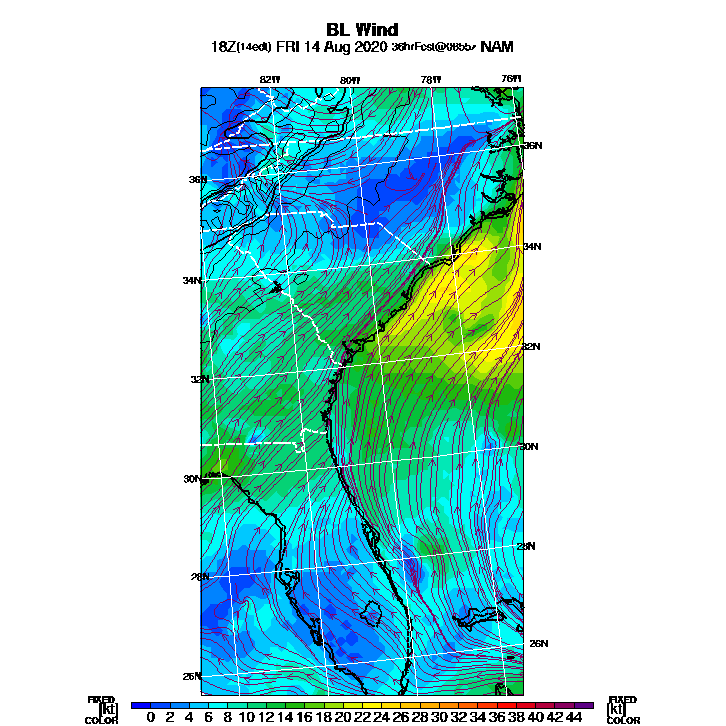 BL Wind
18Z(14edt) FRI 14 Aug 2020 36hrFcst@0655z NAM
82W 80W 78W 76W
36N 36N
34N 34N
32N 32N
30N 30N
28N 28N
26N 26N
FIXED FIXED
[kt] 0 2 4 6 8 10 12 14 16 18 20 22 24 26 28 30 32 34 36 38 40 42 44 [kt]
COLOR COLOR